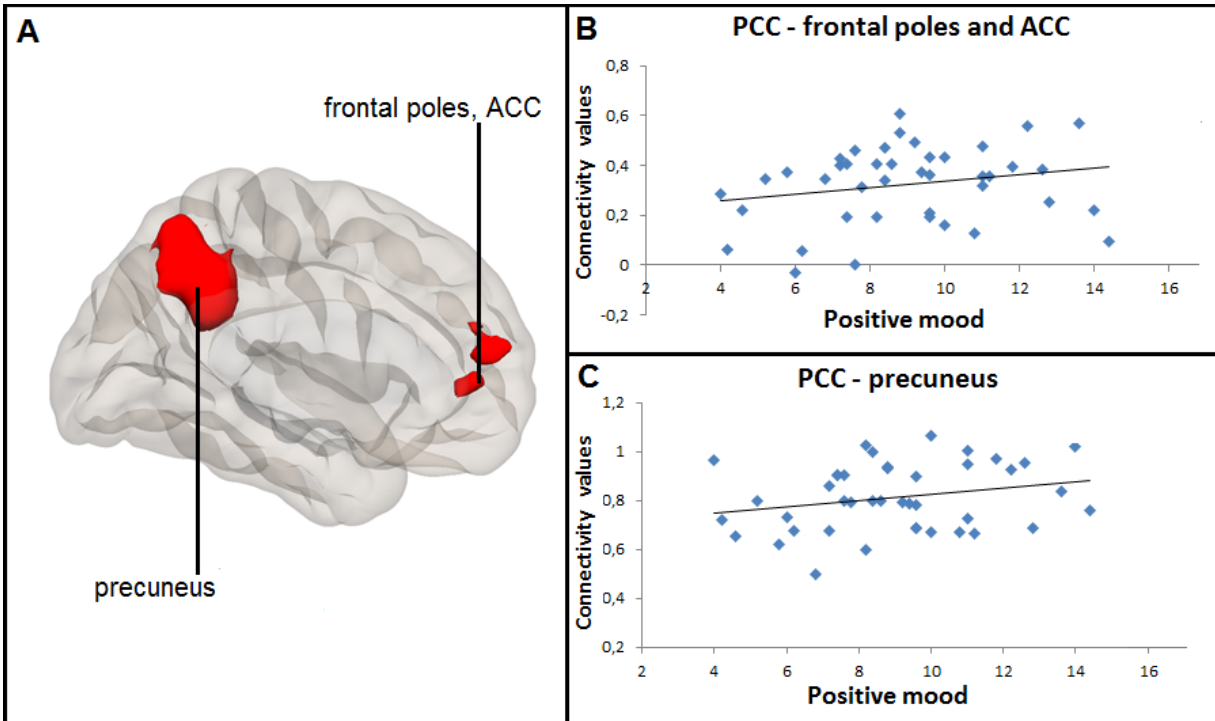 A
frontal poles, ACC
precuneus
B
PCC - frontal poles and ACC
Connectivity values
0,8
0,6
0,4
0,2
0
-0,2
2 4 6 8 10 12 14 16
Positive mood
C
PCC - precuneus
Connectivity values
1,2
1
0,8
0,6
0,4
0,2
2 4 6 8 10 12 14 16
Positive mood